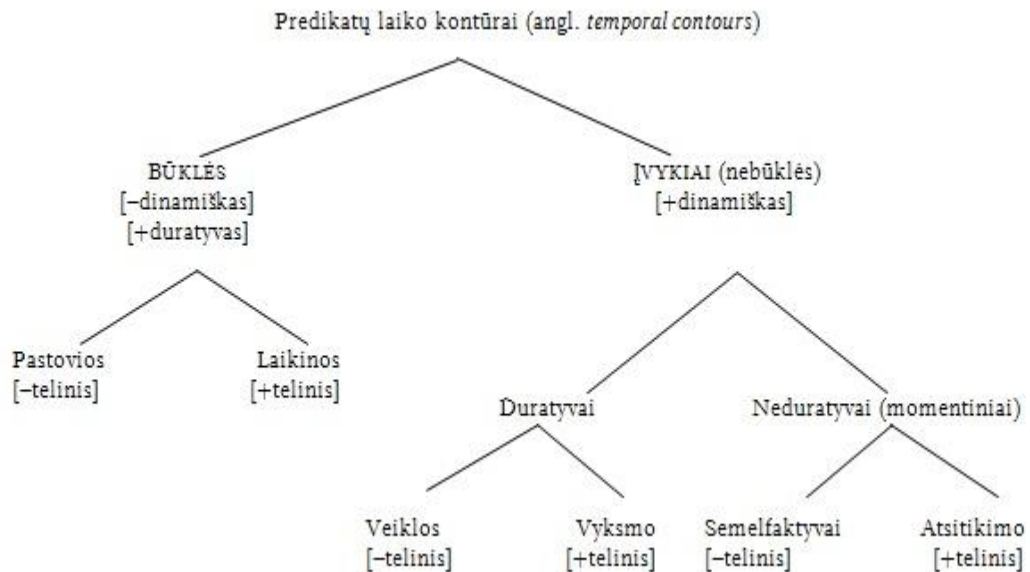 Predikatų laiko kontūrai (angl. temporal contours)
BŪKLĖS
[–dinamiškas]
[+duratyvas]
ĮVYKIAI (nebūklės)
[+dinamiškas]
Pastovios
[–telinis]
Laikinos
[+telinis]
Duratyvai
Neduratyvai (momentiniai)
Veiklos
[–telinis]
Vyksmo
[+telinis]
Semelfaktyvai
[–telinis]
Atsitikimo
[+telinis]